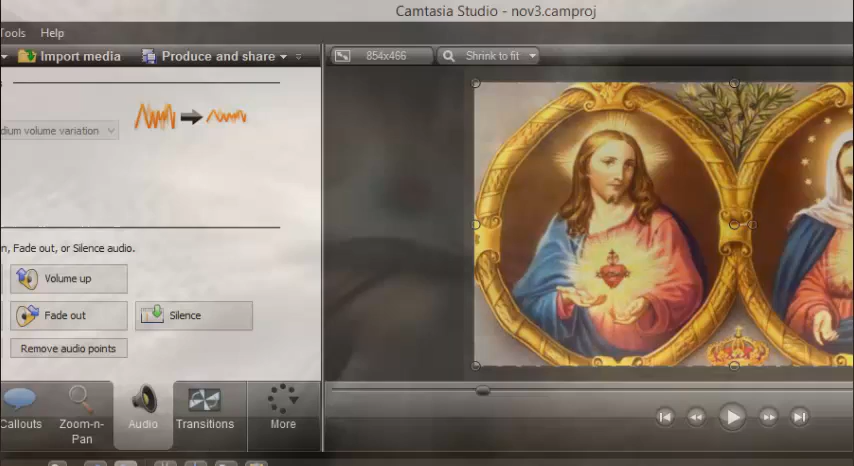 Camtasia Studio - nov3.camproj
Tools Help
Import media Produce and share 854x466 Shrink to fit
dium volume variation
n, Fade out, or Silence audio.
Volume up
Fade out Silence
Remove audio points
Callouts Zoom-n-Pan Audio Transitions More